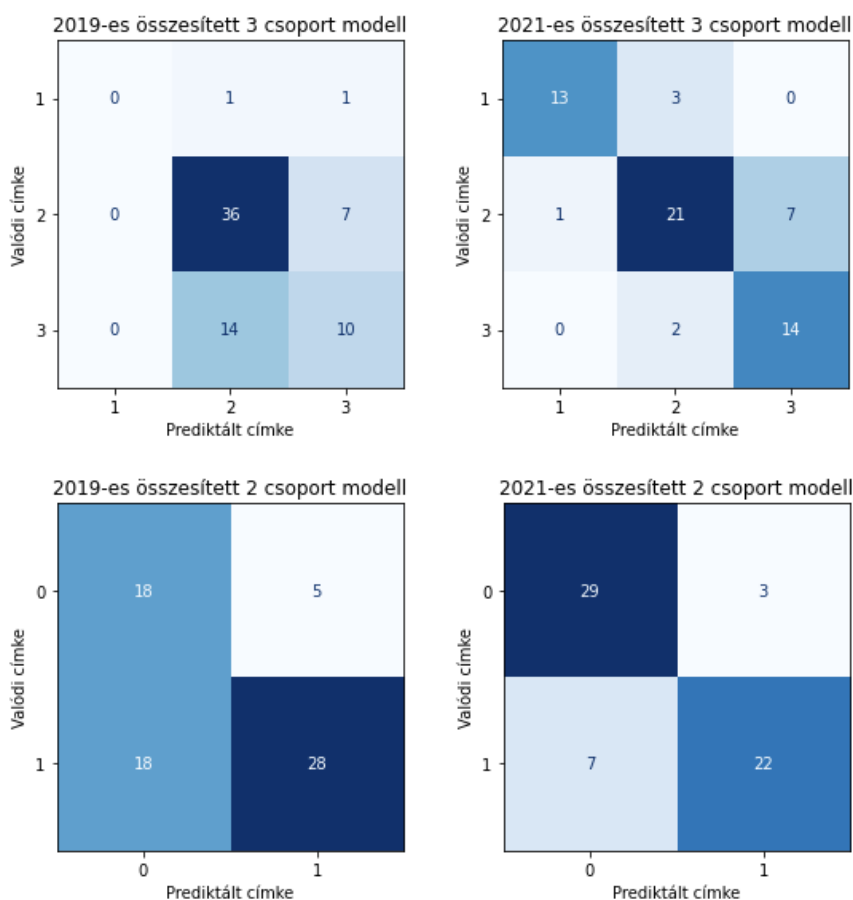 2019-es összesített 3 csoport modell
1 0 1 1
2 0 36 7
3 0 14 10
1 2 3
Valódi címke
Prediktált címke
2021-es összesített 3 csoport modell
1 13 3 0
2 1 21 7
3 0 2 14
1 2 3
Valódi címke
Prediktált címke
2019-es összesített 2 csoport modell
0 18 5
1 18 28
0 1
Valódi címke
Prediktált címke
2021-es összesített 2 csoport modell
0 29 3
1 7 22
0 1
Valódi címke
Prediktált címke